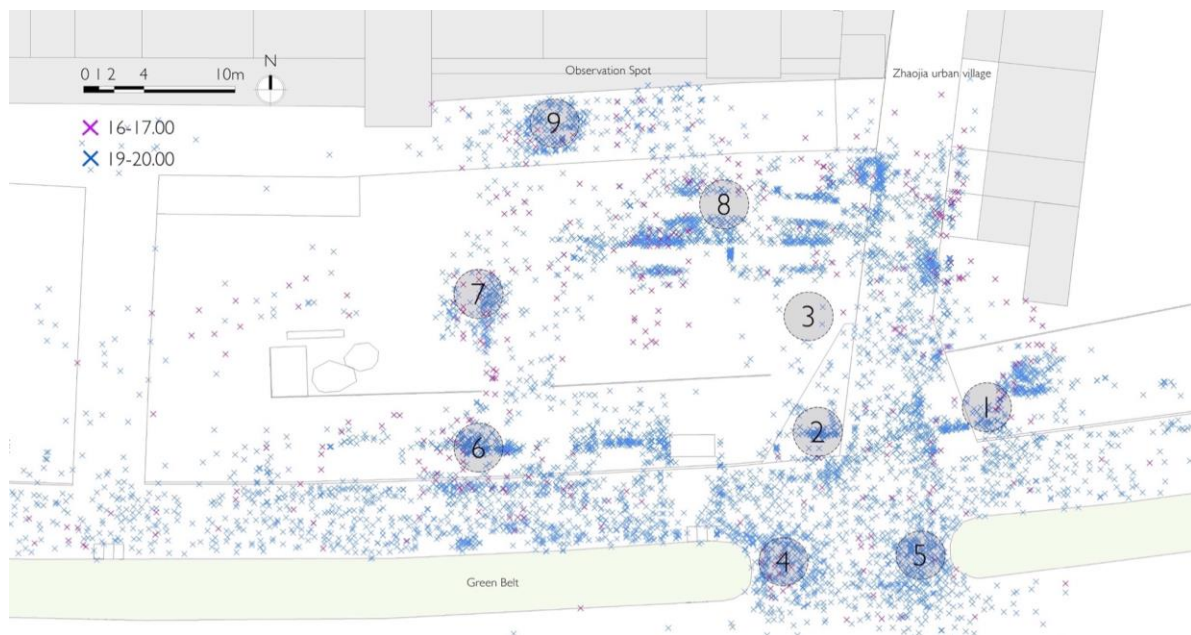 Observation Spot
Zhaojia urban village
0 1 2 4 10m
N
16-17.00
19-20.00
9
8
7
3
1
2
6
4
5
Green Belt